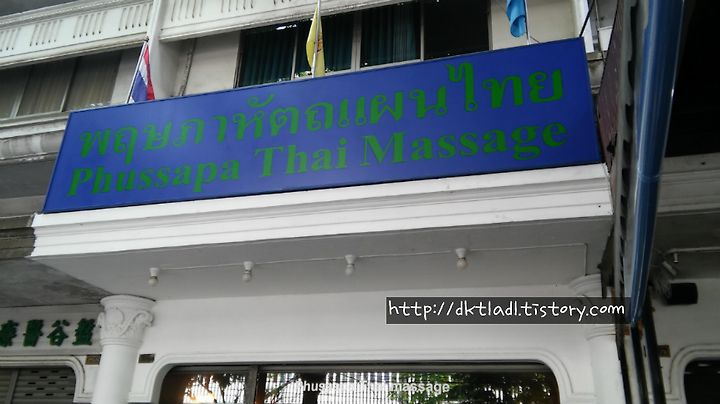 พฤษภาหัตถแผนไทย
Phussapa Thai Massage
http://dktladl.tistory.com/
massage